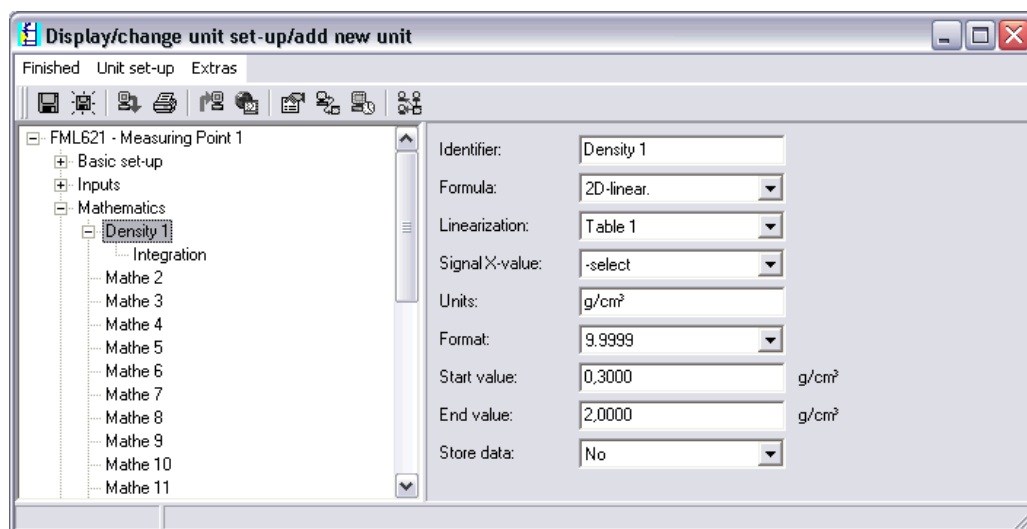 Display/change unit set-up/add new unit
Finished Unit set-up Extras
FML621 - Measuring Point 1
Basic set-up
Inputs
Mathematics
Density 1
Integration
Mathe 2
Mathe 3
Mathe 4
Mathe 5
Mathe 6
Mathe 7
Mathe 8
Mathe 9
Mathe 10
Mathe 11
Identifier: Density 1
Formula: 2D-linear.
Linearization: Table 1
Signal X-value: -select
Units: g/cm³
Format: 9.9999
Start value: 0,3000 g/cm³
End value: 2,0000 g/cm³
Store data: No